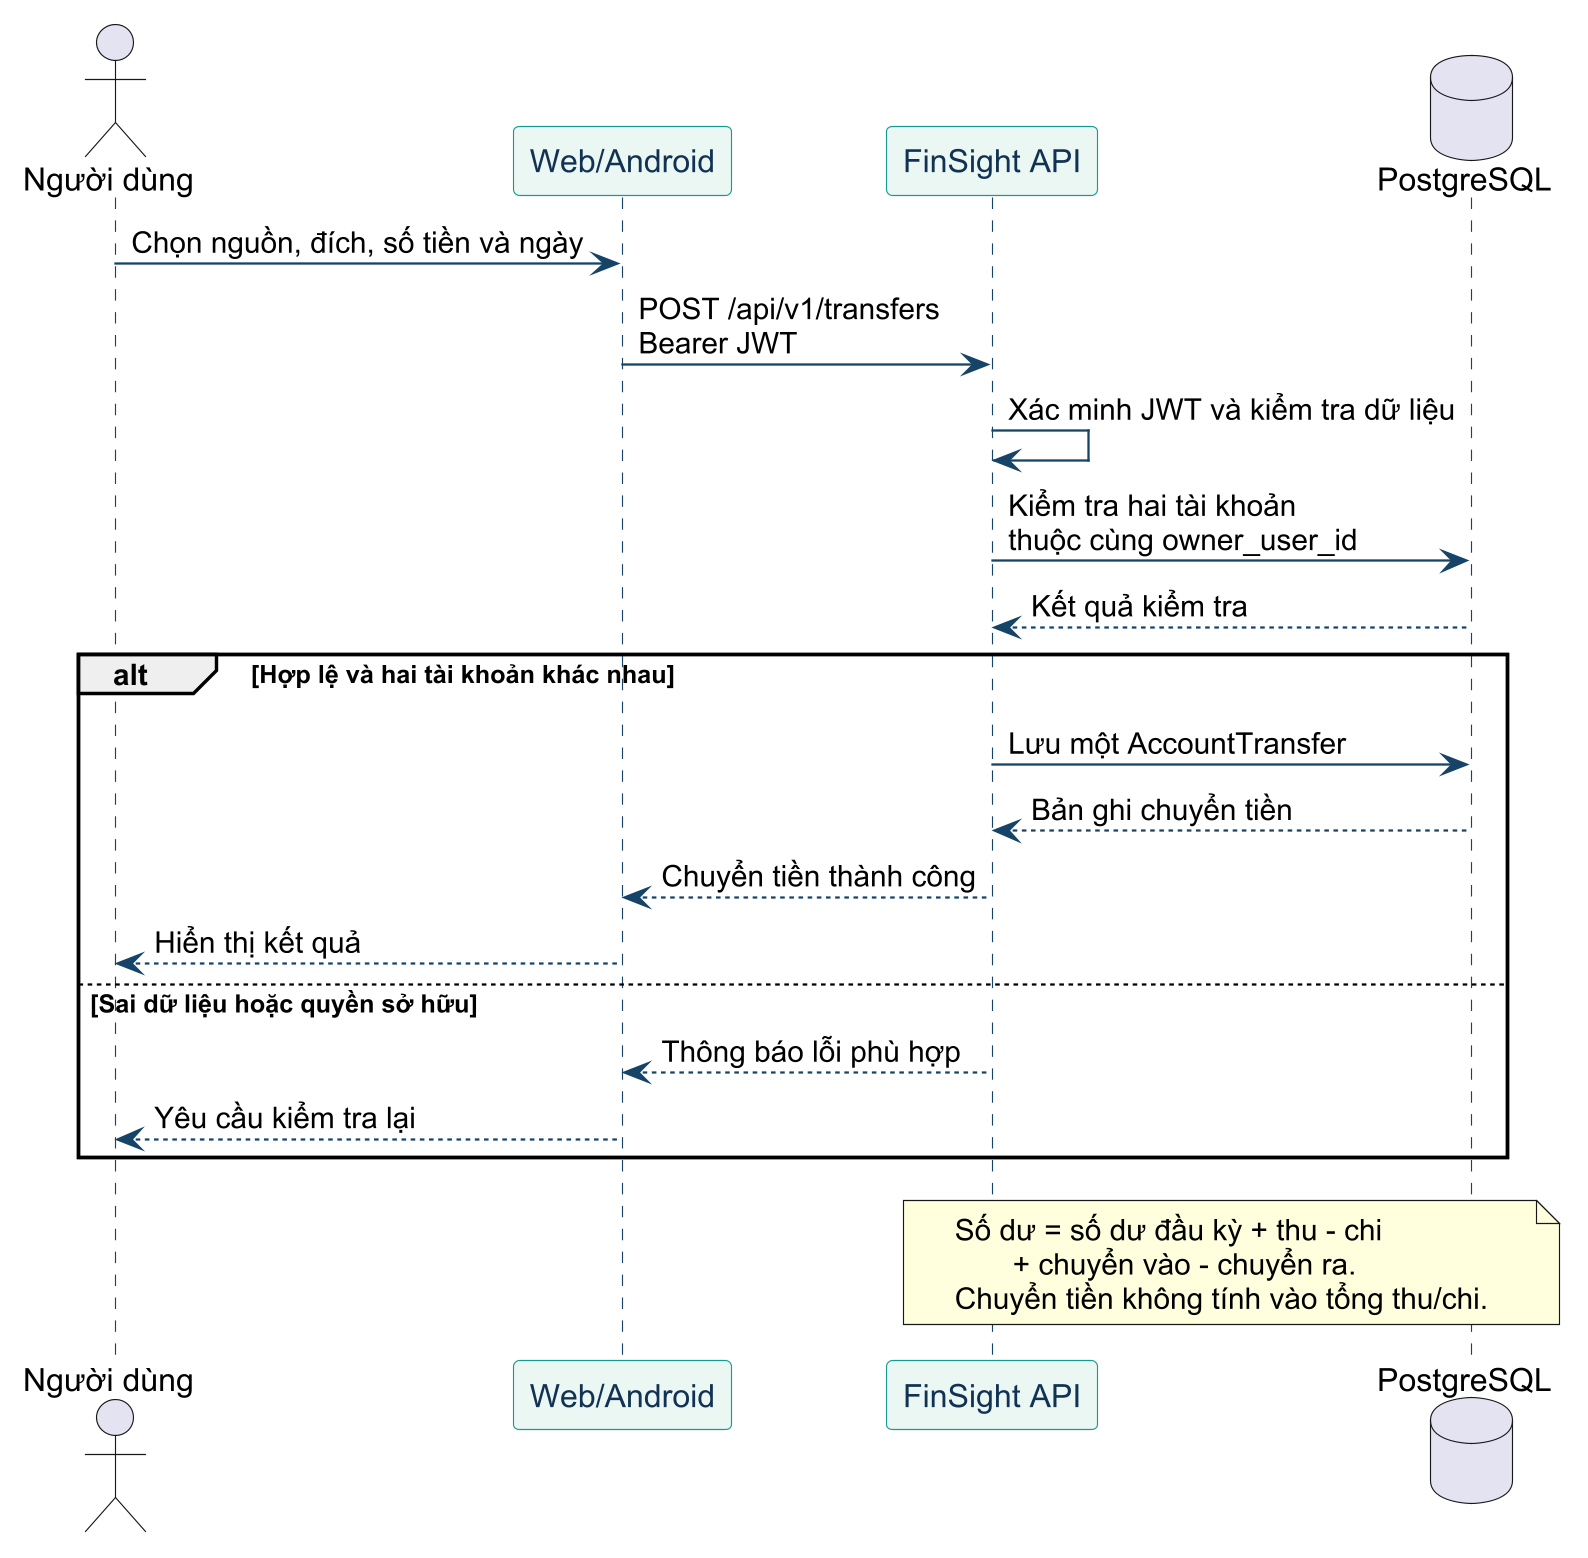 Người dùng
Web/Android
FinSight API
PostgreSQL
Chọn nguồn, đích, số tiền và ngày
POST /api/v1/transfers
Bearer JWT
Xác minh JWT và kiểm tra dữ liệu
Kiểm tra hai tài khoản
thuộc cùng owner_user_id
Kết quả kiểm tra
alt
[Hợp lệ và hai tài khoản khác nhau]
Lưu một AccountTransfer
Bản ghi chuyển tiền
Chuyển tiền thành công
Hiển thị kết quả
[Sai dữ liệu hoặc quyền sở hữu]
Thông báo lỗi phù hợp
Yêu cầu kiểm tra lại
Số dư = số dư đầu kỳ + thu - chi
+ chuyển vào - chuyển ra.
Chuyển tiền không tính vào tổng thu/chi.
Người dùng
Web/Android
FinSight API
PostgreSQL